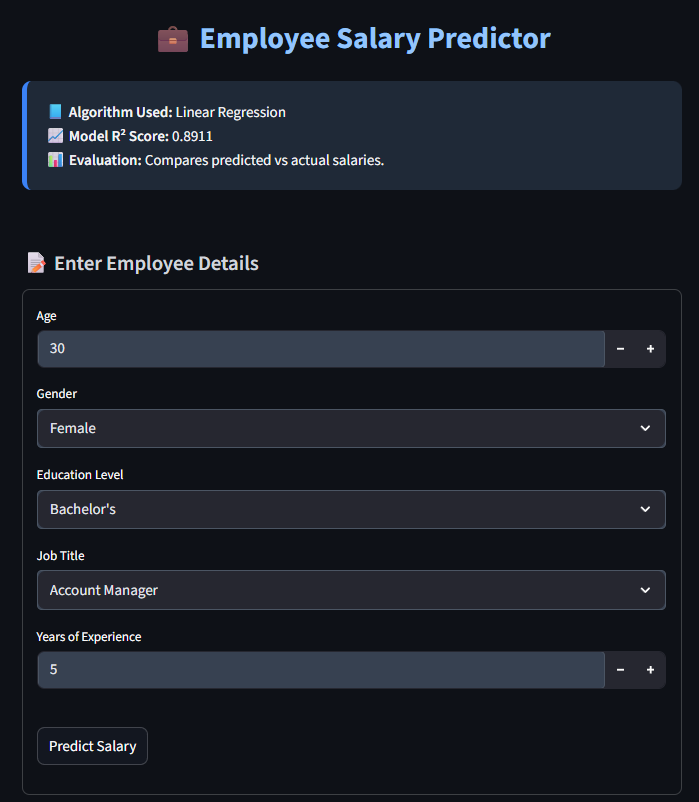 Employee Salary Predictor
Algorithm Used: Linear Regression
Model R² Score: 0.8911
Evaluation: Compares predicted vs actual salaries.
Enter Employee Details
Age
30
Gender
Female
Education Level
Bachelor's
Job Title
Account Manager
Years of Experience
5
Predict Salary